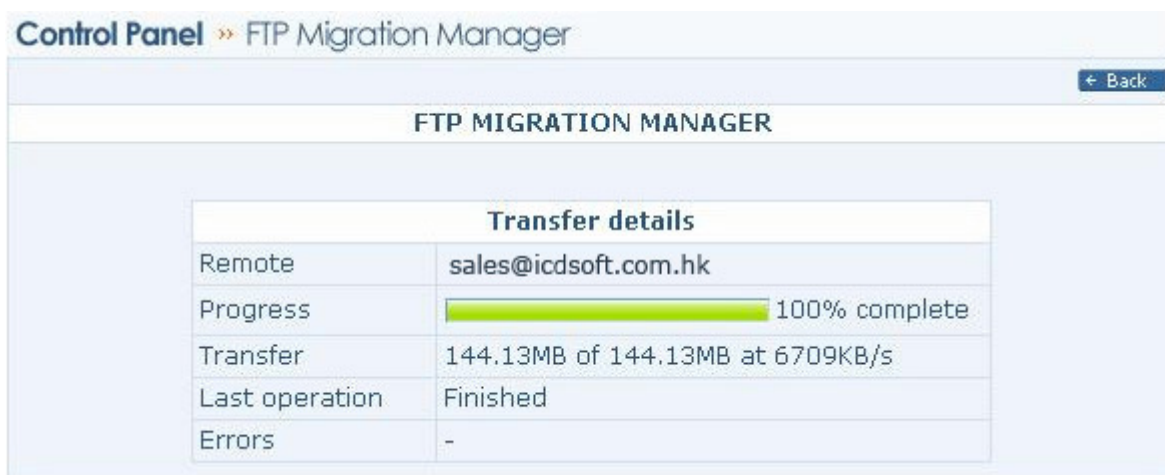 Control Panel » FTP Migration Manager
← Back
FTP MIGRATION MANAGER
Transfer details
Remote sales@icdsoft.com.hk
Progress 100% complete
Transfer 144.13MB of 144.13MB at 6709KB/s
Last operation Finished
Errors -